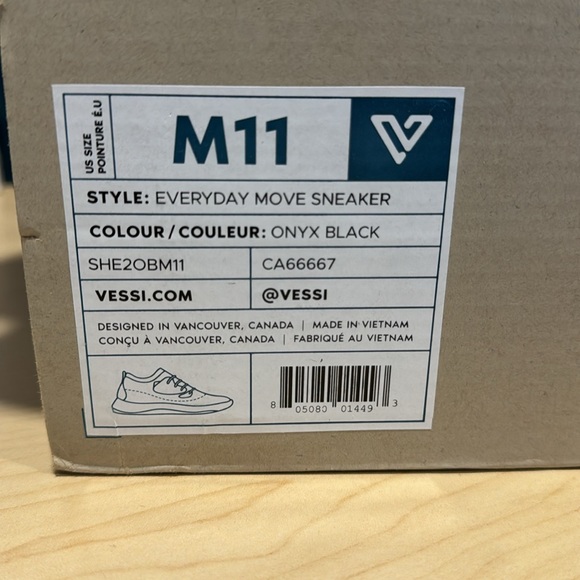 US SIZE
POINTURE É.U
M11
STYLE: EVERYDAY MOVE SNEAKER
COLOUR/COULEUR: ONYX BLACK
SHE2OBM11 CA66667
VESSI.COM @VESSI
DESIGNED IN VANCOUVER, CANADA | MADE IN VIETNAM
CONÇU À VANCOUVER, CANADA | FABRIQUÉ AU VIETNAM
8 05080 01449 3